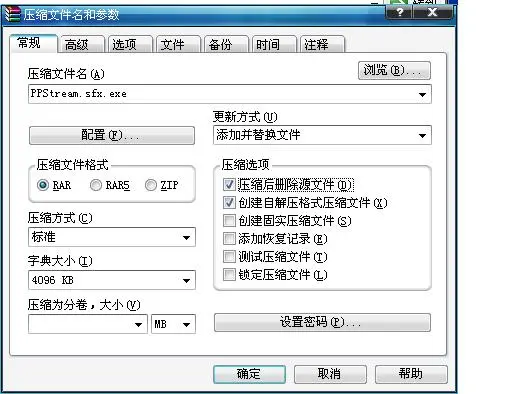 压缩文件名和参数
常规 高级 选项 文件 备份 时间 注释
压缩文件名(A)
浏览(B)...
PPStream.sfx.exe
更新方式(U)
配置(F)...
添加并替换文件
压缩文件格式
RAR RAR5 ZIP
压缩选项
压缩后删除源文件(D)
创建自解压格式压缩文件(X)
创建固实压缩文件(S)
添加恢复记录(E)
测试压缩文件(T)
锁定压缩文件(L)
压缩方式(C)
标准
字典大小(I)
4096 KB
压缩为分卷，大小(V)
MB
设置密码(P)...
确定 取消 帮助